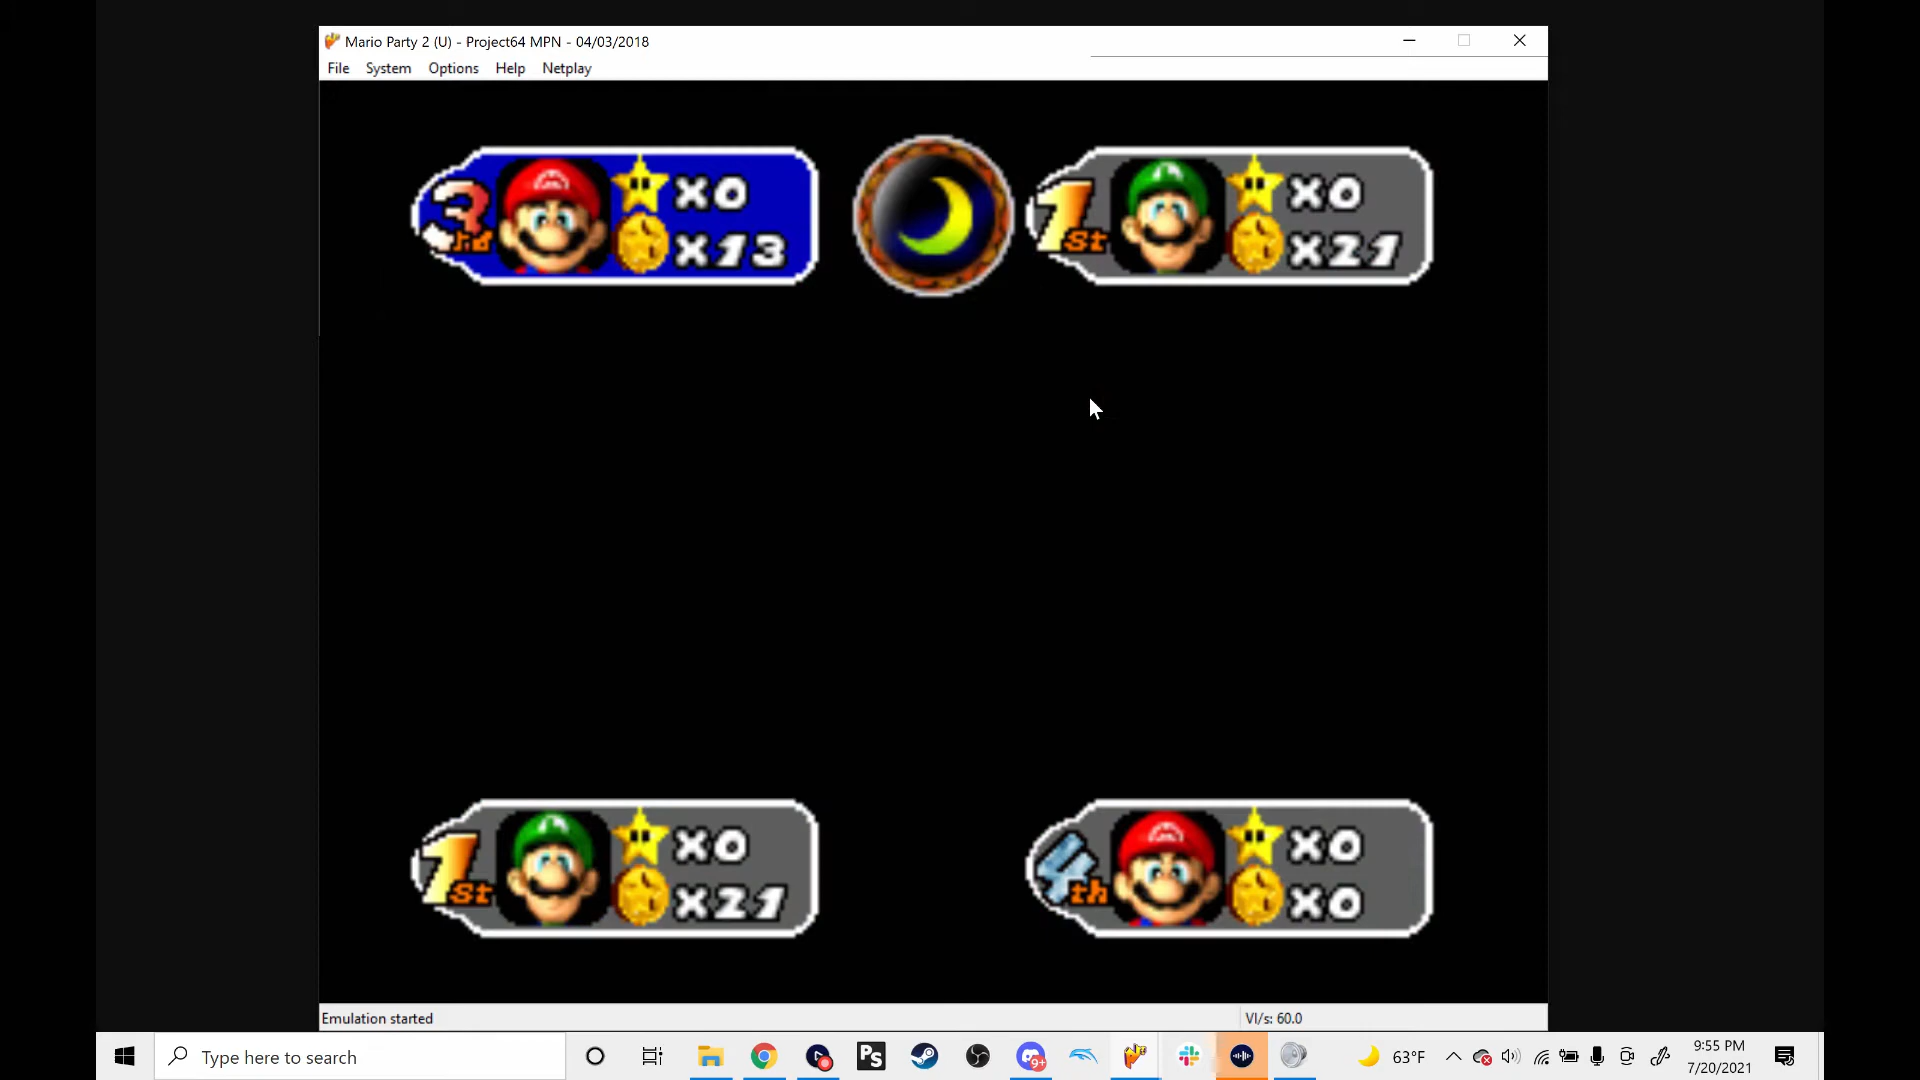 Mario Party 2 (U) - Project64 MPN - 04/03/2018
File System Options Help Netplay
3rd x0 x13
1st x0 x21
1st x0 x21
4th x0 x0
Emulation started
VI/s: 60.0
Type here to search
Ps
9+
63°F
9:55 PM
7/20/2021